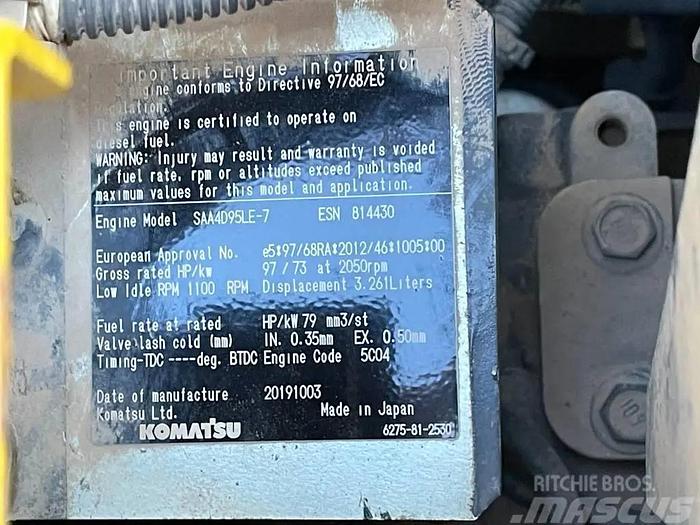 Important Engine Information
engine conforms to Directive 97/68/EC
Regulation.
This engine is certified to operate on
diesel fuel.
WARNING: Injury may result and warranty is voided
if fuel rate, rpm or altitudes exceed published
maximum values for this model and application.
Engine Model SAA4D95LE-7 ESN 814430
European Approval No. e5*97/68RA*2012/46*1005*00
Gross rated HP/kw 97 / 73 at 2050rpm
Low Idle RPM 1100 RPM Displacement 3.261Liters
Fuel rate at rated HP/kW 79 mm3/st
Valve lash cold (mm) IN. 0.35mm EX. 0.50mm
Timing-TDC ----deg. BTDC Engine Code 5C04
Date of manufacture 20191003
Komatsu Ltd. Made in Japan
KOMATSU 6275-81-2530
RITCHIE BROS.
MASCUS